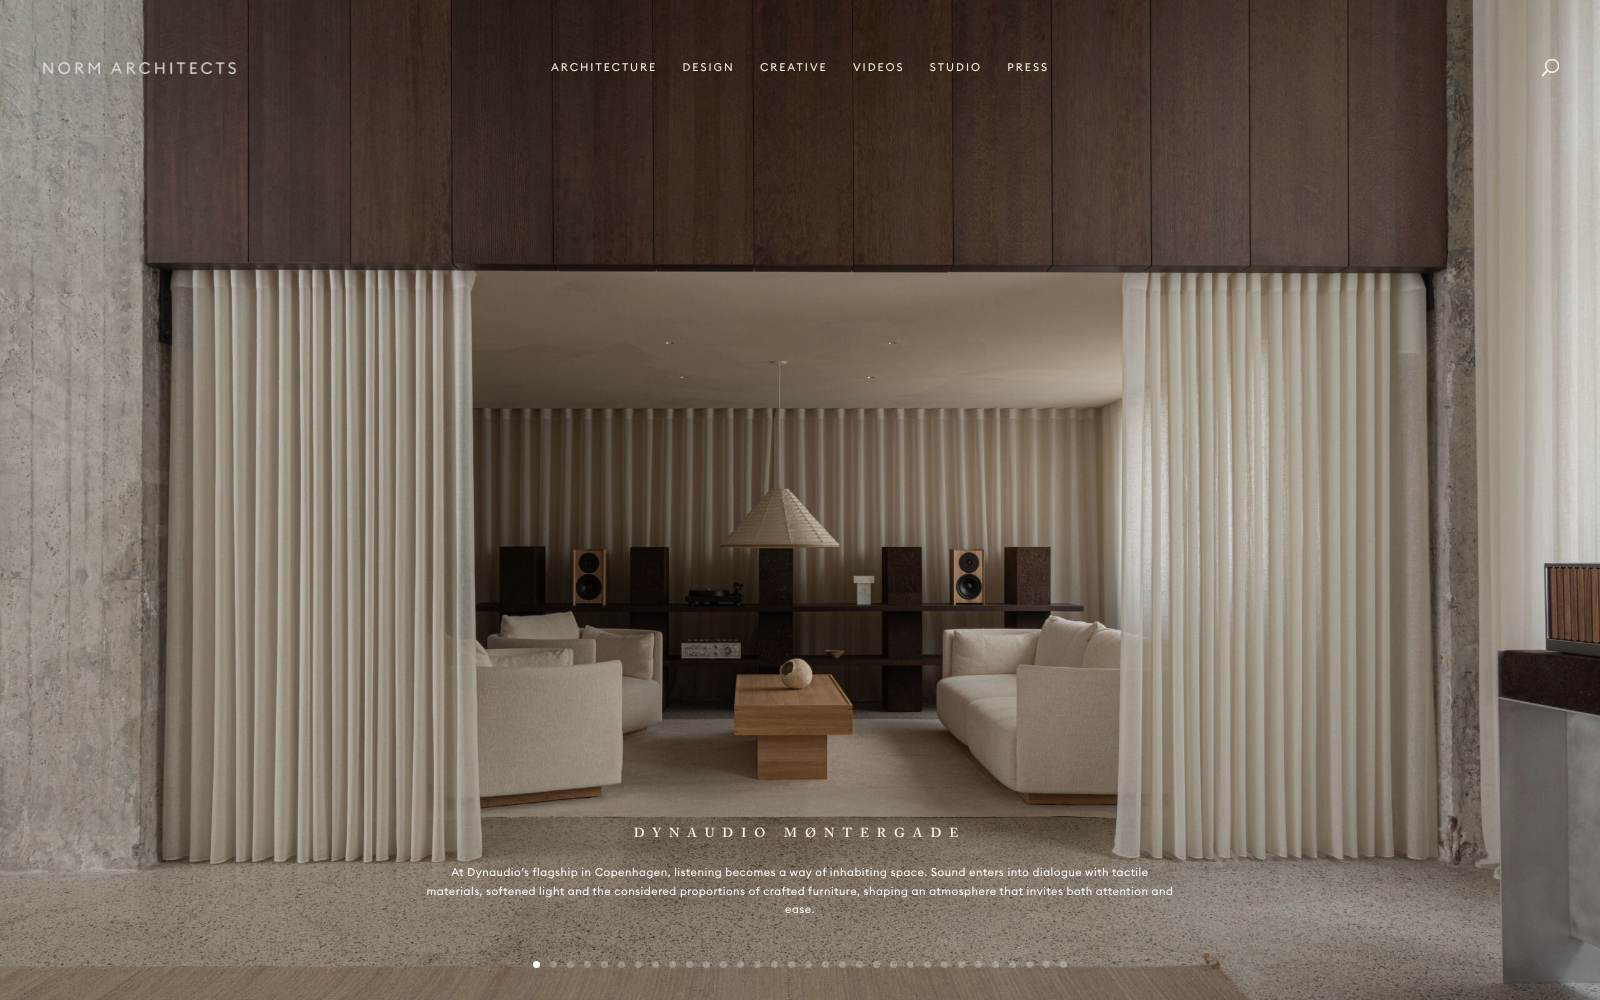 NORM ARCHITECTS
ARCHITECTURE DESIGN CREATIVE VIDEOS STUDIO PRESS
DYNAUDIO MØNTERGADE
At Dynaudio’s flagship in Copenhagen, listening becomes a way of inhabiting space. Sound enters into dialogue with tactile
materials, softened light and the considered proportions of crafted furniture, shaping an atmosphere that invites both attention and
ease.